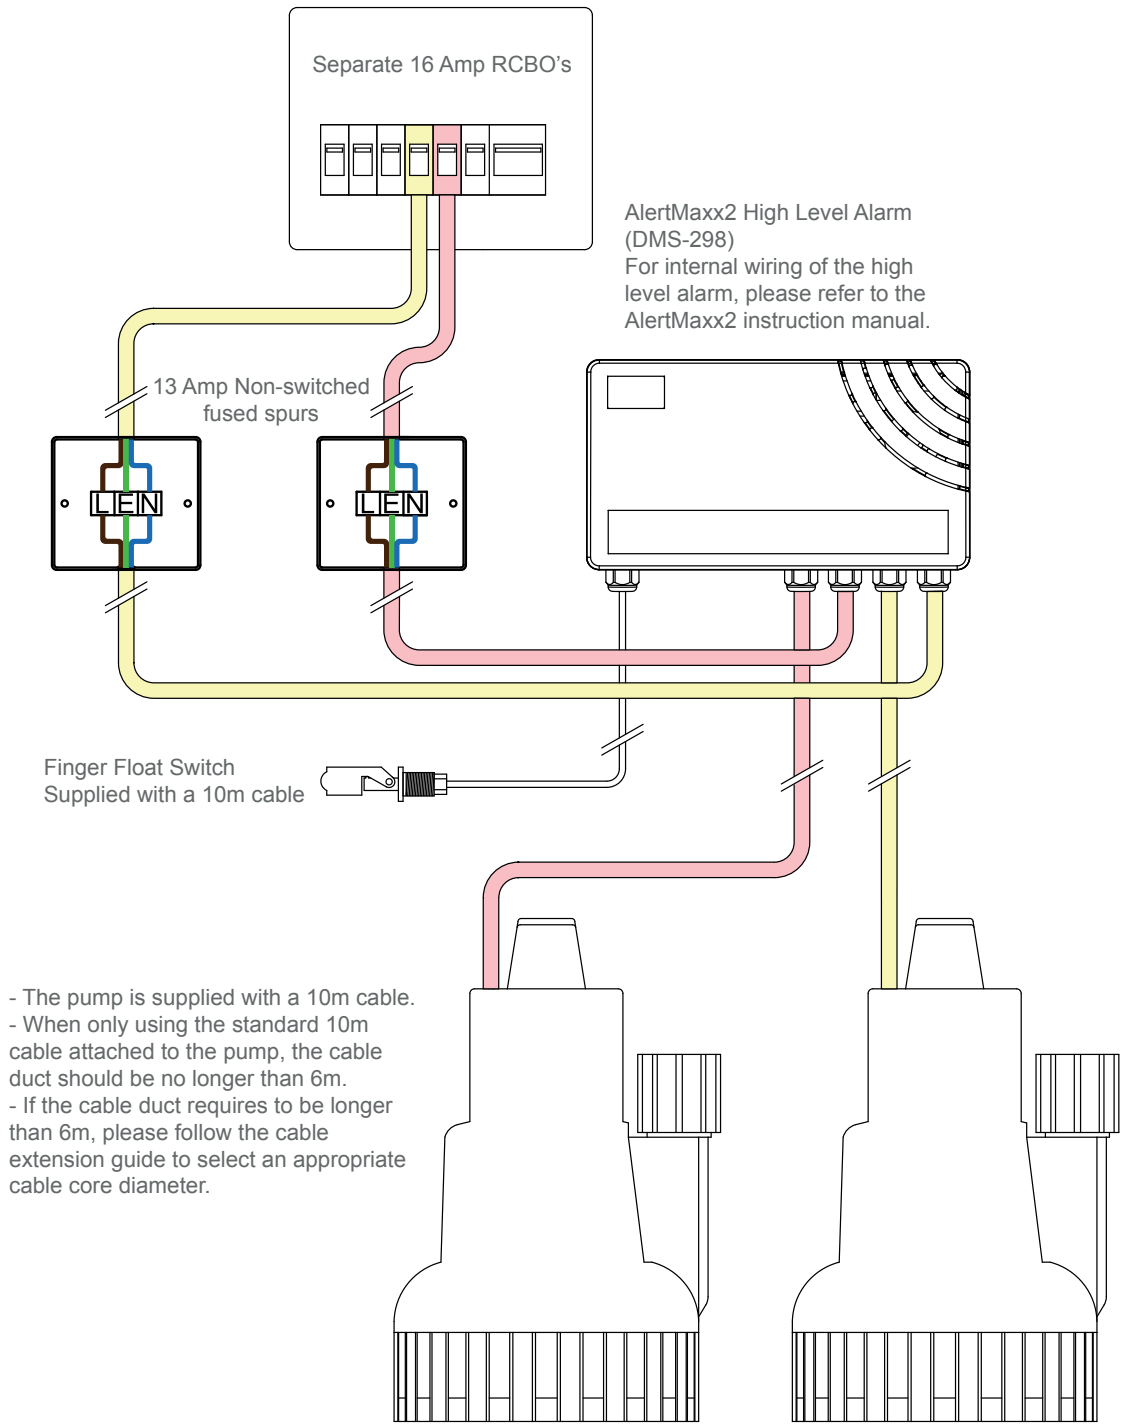 Separate 16 Amp RCBO's
AlertMaxx2 High Level Alarm
(DMS-298)
For internal wiring of the high
level alarm, please refer to the
AlertMaxx2 instruction manual.
13 Amp Non-switched
fused spurs
LEN
LEN
Finger Float Switch
Supplied with a 10m cable
- The pump is supplied with a 10m cable.
- When only using the standard 10m
cable attached to the pump, the cable
duct should be no longer than 6m.
- If the cable duct requires to be longer
than 6m, please follow the cable
extension guide to select an appropriate
cable core diameter.